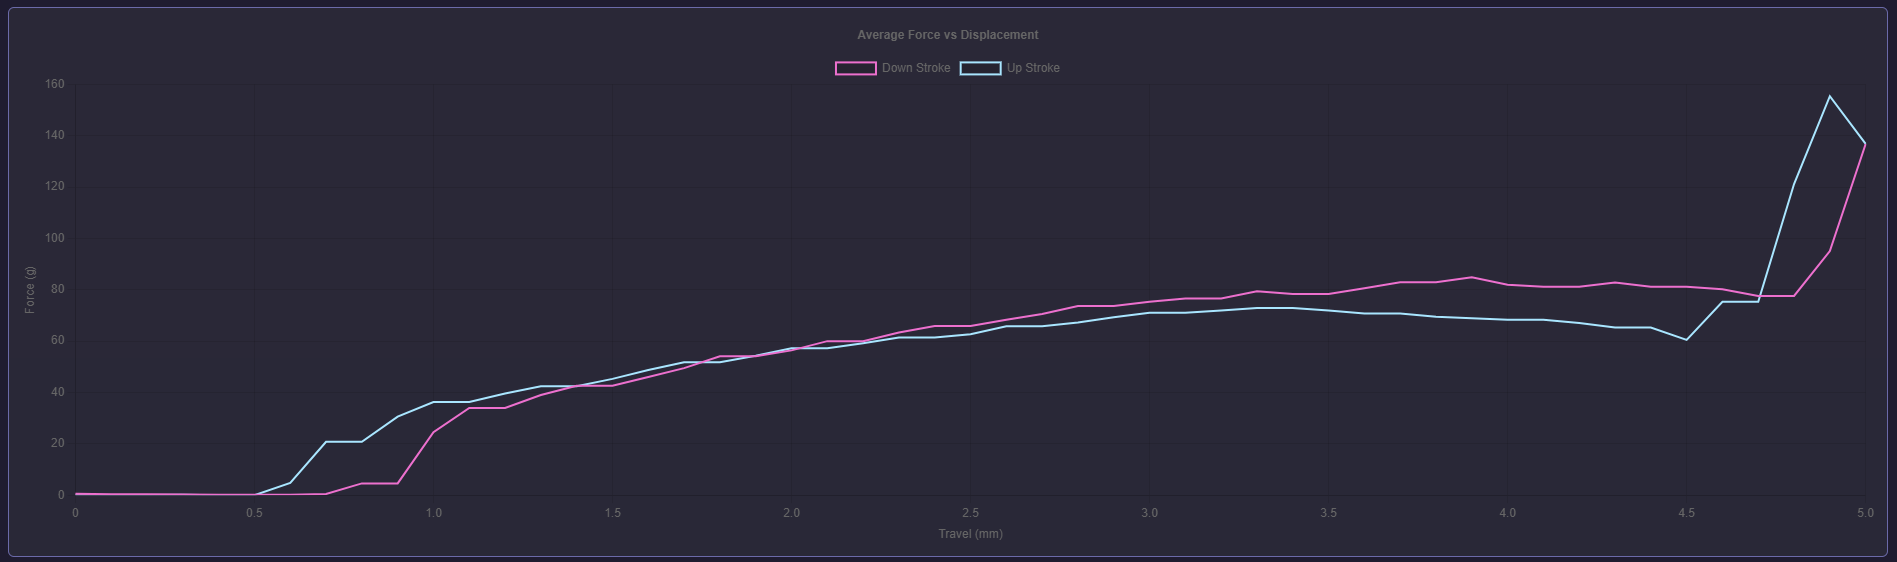 Average Force vs Displacement
Down Stroke Up Stroke
160
140
120
100
80
60
40
20
0
Force (g)
0 0.5 1.0 1.5 2.0 2.5 3.0 3.5 4.0 4.5 5.0
Travel (mm)